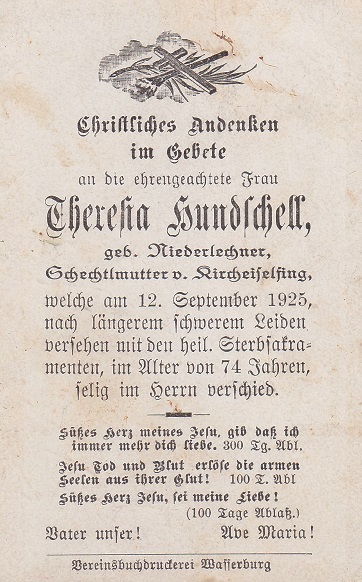 Christliches Andenken
im Gebete
an die ehrengeachtete Frau
Theresia Hundschell,
geb. Niederlechner,
Schechtlmutter v. Kircheiselfing,
welche am 12. September 1925,
nach längerem schwerem Leiden
versehen mit den heil. Sterbsakra-
menten, im Alter von 74 Jahren,
selig im Herrn verschied.
Süßes Herz meines Jesu, gib daß ich
immer mehr dich liebe. 300 Tg. Abl.
Jesu Tod und Blut erlöse die armen
Seelen aus ihrer Glut! 100 T. Abl
Süßes Herz Jesu, sei meine Liebe!
(100 Tage Ablaß.)
Vater unser! Ave Maria!
Vereinsbuchdruckerei Wasserburg